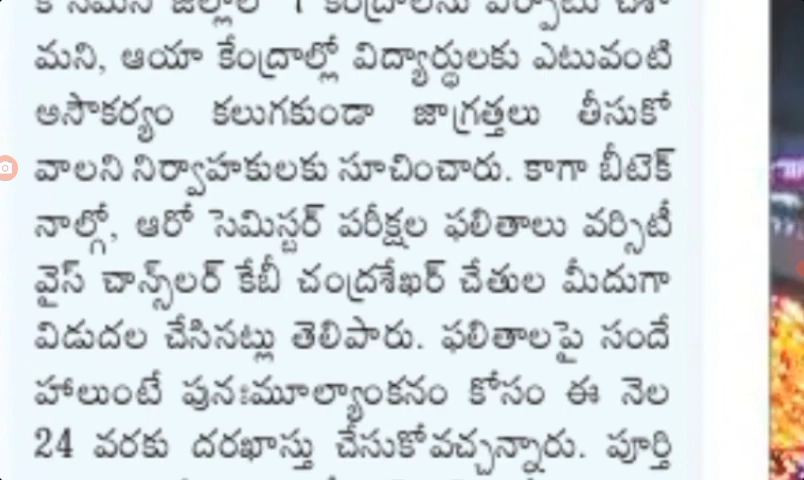 మని, ఆయా కేంద్రాల్లో విద్యార్థులకు ఎటువంటి
అసౌకర్యం కలుగకుండా జాగ్రత్తలు తీసుకో
వాలని నిర్వాహకులకు సూచించారు. కాగా బీటెక్
నాల్గో, ఆరో సెమిస్టర్ పరీక్షల ఫలితాలు వర్సిటీ
వైస్ చాన్స్‌లర్ కేబీ చంద్రశేఖర్ చేతుల మీదుగా
విడుదల చేసినట్లు తెలిపారు. ఫలితాలపై సందే
హాలుంటే పునఃమూల్యాంకనం కోసం ఈ నెల
24 వరకు దరఖాస్తు చేసుకోవచ్చన్నారు. పూర్తి